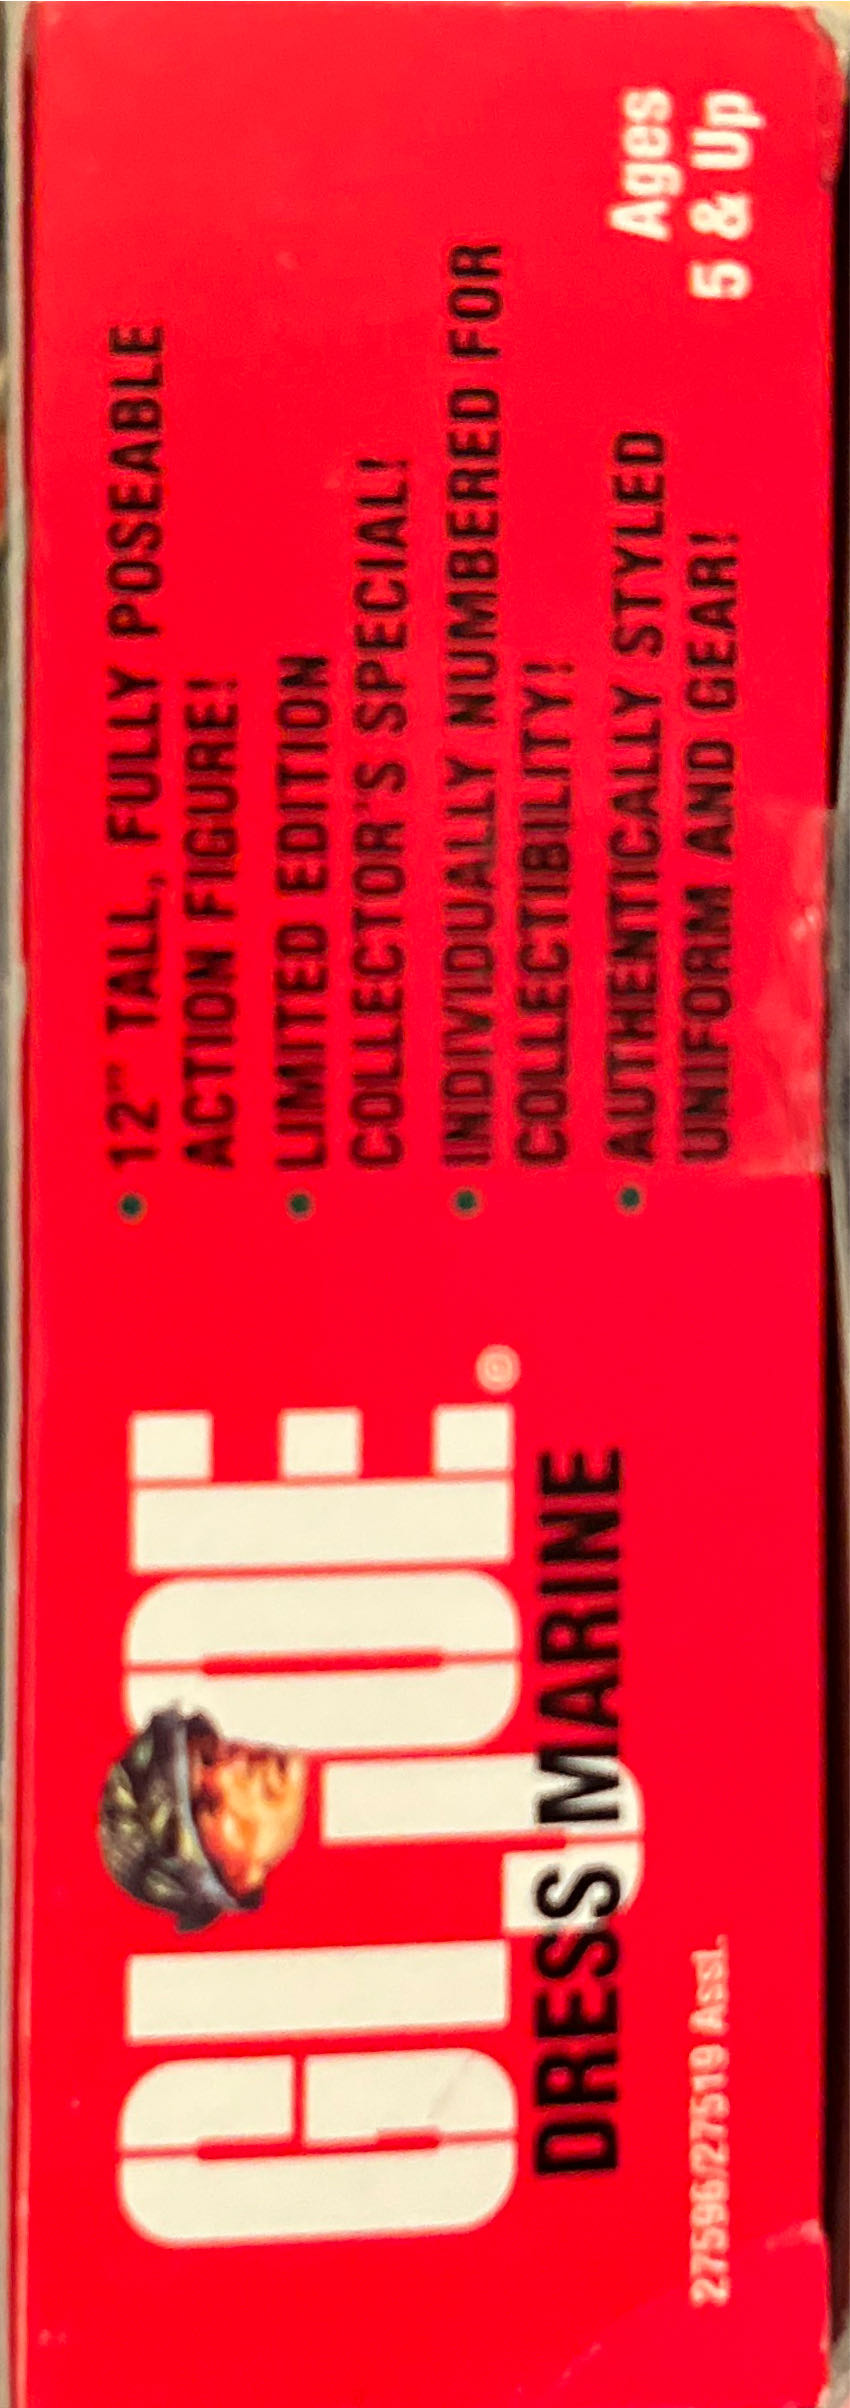 GI JOE®
DRESS MARINE
27596/27519 Asst.
• 12" TALL, FULLY POSEABLE
ACTION FIGURE!
• LIMITED EDITION
COLLECTOR'S SPECIAL!
• INDIVIDUALLY NUMBERED FOR
COLLECTIBILITY!
• AUTHENTICALLY STYLED
UNIFORM AND GEAR!
Ages
5 & Up